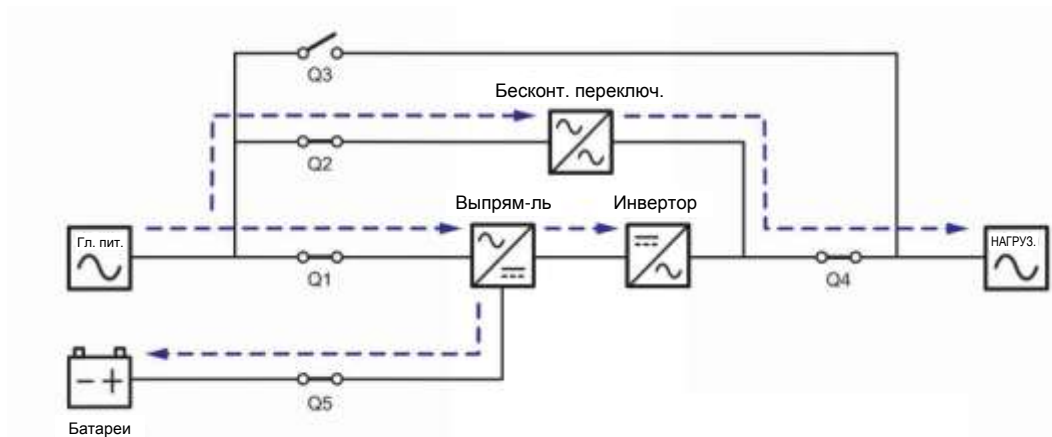 Q3
Бесконт. переключ.
Q2
Выпрям-ль
Инвертор
Гл. пит.
НАГРУЗ.
Q1
Q4
Q5
Батареи